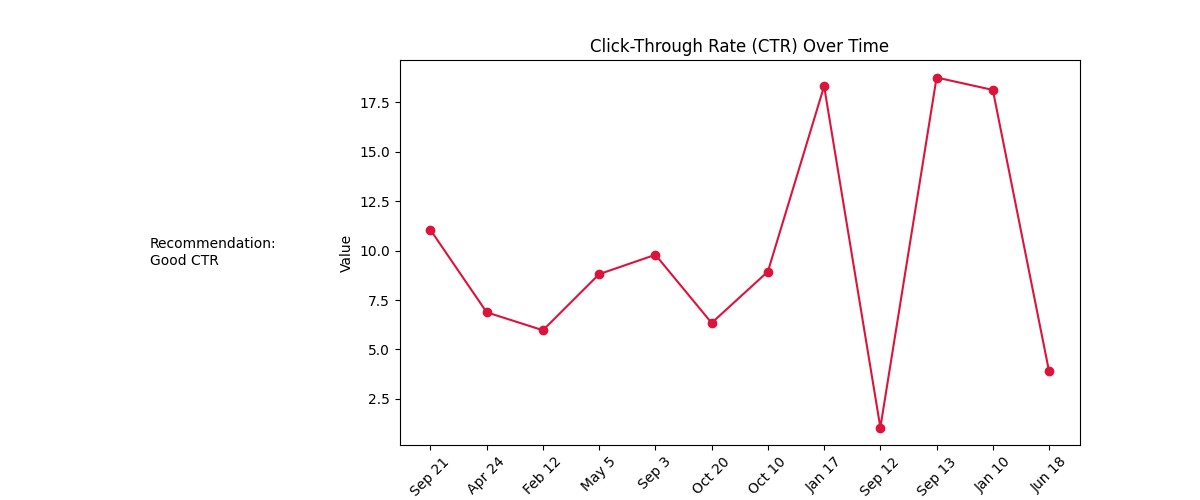 Click-Through Rate (CTR) Over Time
Recommendation:
Good CTR
Value
17.5
15.0
12.5
10.0
7.5
5.0
2.5
Sep 21
Apr 24
Feb 12
May 5
Sep 3
Oct 20
Oct 10
Jan 17
Sep 12
Sep 13
Jan 10
Jun 18